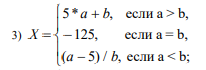 5 * a + b, если a > b,
3) X = −125, если a = b,
(a − 5) / b, если a < b;